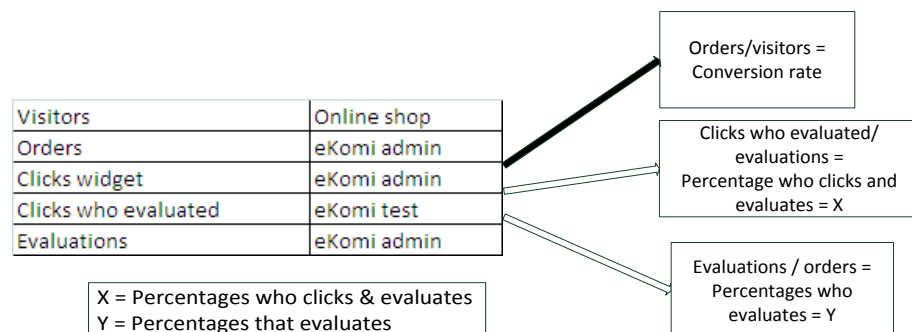 Orders/visitors =
Conversion rate
Visitors Online shop
Orders eKomi admin
Clicks widget eKomi admin
Clicks who evaluated eKomi test
Evaluations eKomi admin
Clicks who evaluated/
evaluations =
Percentage who clicks and
evaluates = X
Evaluations / orders =
Percentages who
evaluates = Y
X = Percentages who clicks & evaluates
Y = Percentages that evaluates